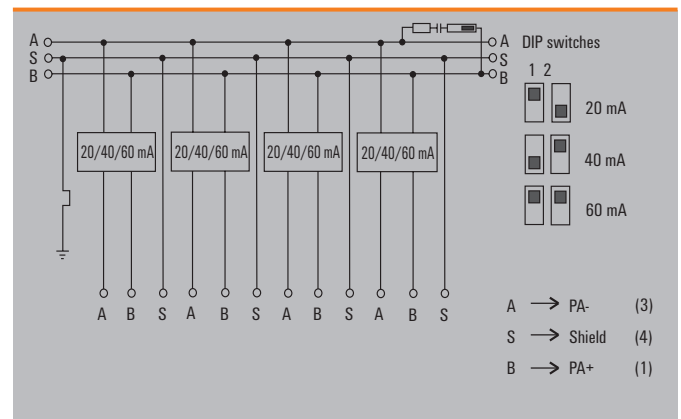 A A DIP switches
S S
B B
1 2
20 mA
20/40/60 mA 20/40/60 mA 20/40/60 mA 20/40/60 mA
40 mA
60 mA
A B S A B S A B S A B S
A → PA- (3)
S → Shield (4)
B → PA+ (1)